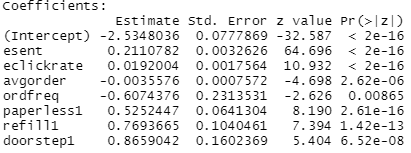 Coefficients:
Estimate Std. Error z value Pr(>|z|)
(Intercept) -2.5348036 0.0777869 -32.587 < 2e-16
esent 0.2110782 0.0032626 64.696 < 2e-16
eclickrate 0.0192004 0.0017564 10.932 < 2e-16
avgorder -0.0035576 0.0007572 -4.698 2.62e-06
ordfreq -0.6074376 0.2313531 -2.626 0.00865
paperless1 0.5252447 0.0641304 8.190 2.61e-16
refill1 0.7693665 0.1040461 7.394 1.42e-13
doorstep1 0.8659042 0.1602369 5.404 6.52e-08